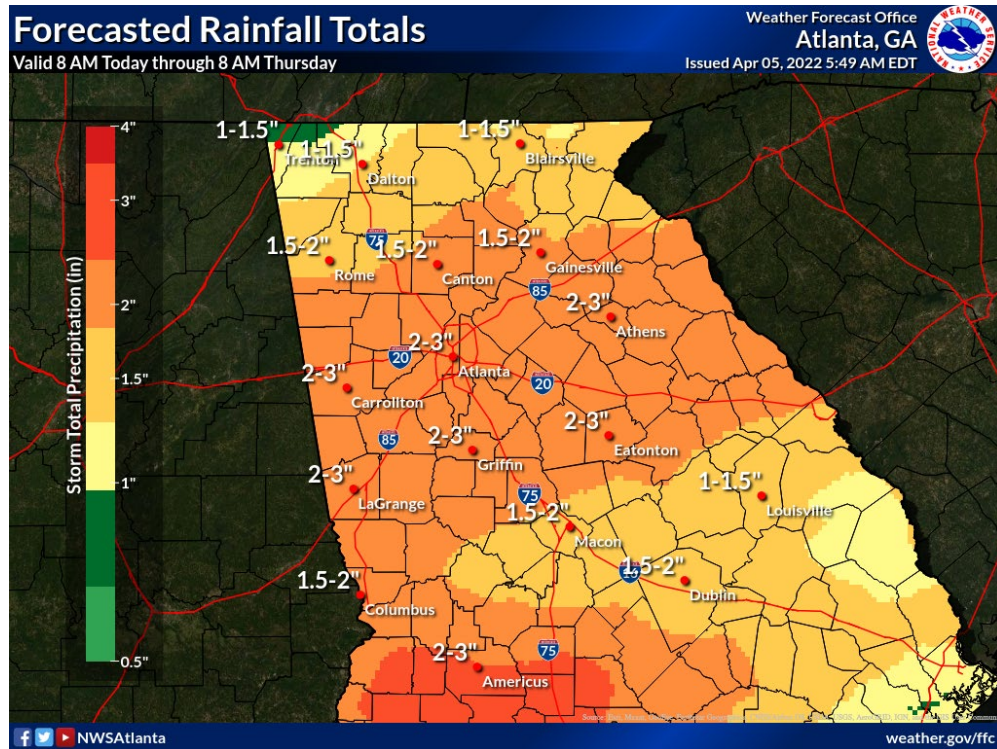 Forecasted Rainfall Totals
Valid 8 AM Today through 8 AM Thursday
Weather Forecast Office
Atlanta, GA
Issued Apr 05, 2022 5:49 AM EDT
NATIONAL WEATHER SERVICE
Storm Total Precipitation (in)
4"
3"
2"
1.5"
1"
0.5"
1-1.5"
Trenton
1-1.5"
Dalton
1-1.5"
Blairsville
1.5-2"
Rome
75
1.5-2"
Canton
1.5-2"
Gainesville
85
2-3"
Athens
2-3"
Atlanta
20
20
2-3"
Carrollton
85
2-3"
Griffin
2-3"
Eatonton
2-3"
LaGrange
75
1.5-2"
Macon
1-1.5"
Louisville
1.5-2"
Columbus
16
1.5-2"
Dublin
75
2-3"
Americus
NWSAtlanta
weather.gov/ffc